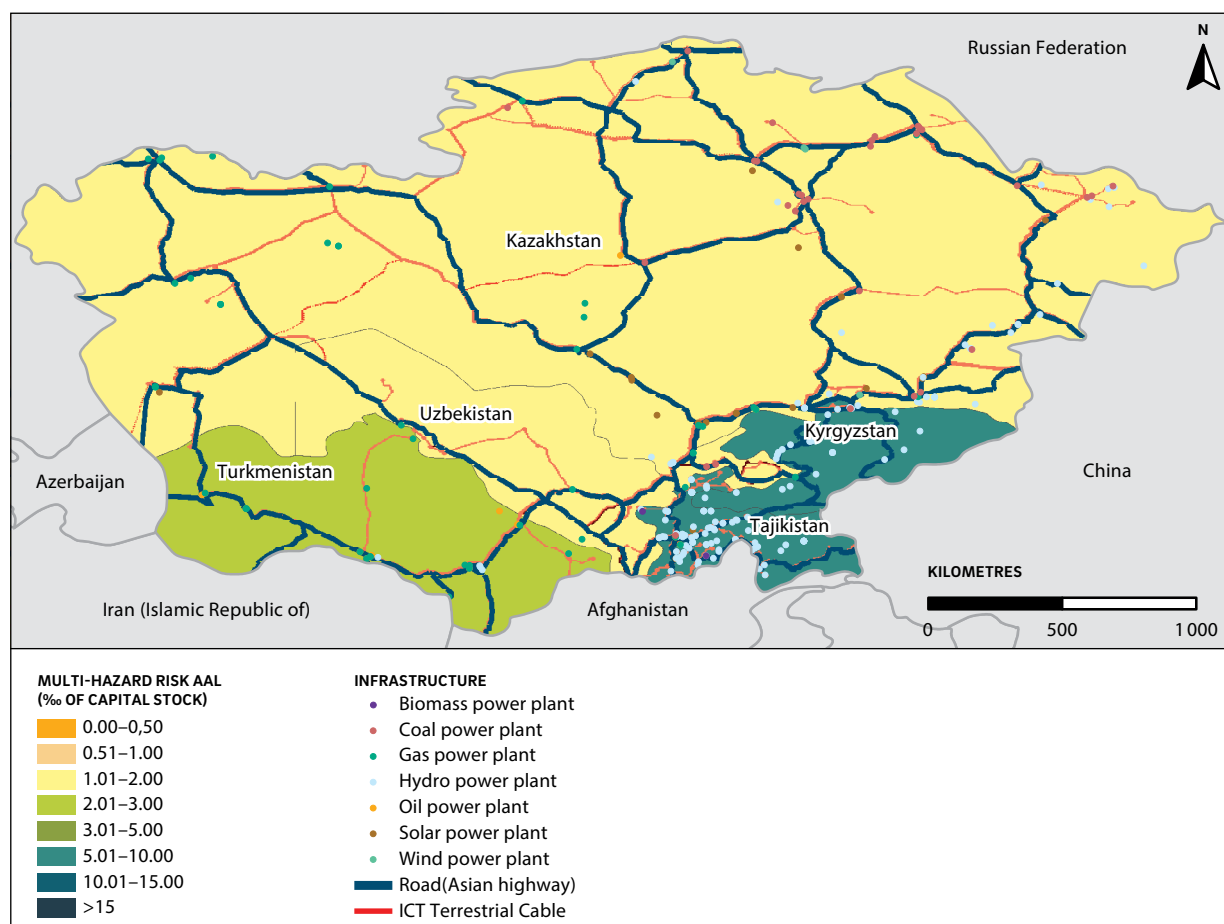 Russian Federation
N
Kazakhstan
Uzbekistan
Kyrgyzstan
Turkmenistan
Azerbaijan
China
Tajikistan
Iran (Islamic Republic of)
Afghanistan
KILOMETRES
0 500 1 000
MULTI-HAZARD RISK AAL
(‰ OF CAPITAL STOCK)
0.00–0,50
0.51–1.00
1.01–2.00
2.01–3.00
3.01–5.00
5.01–10.00
10.01–15.00
>15
INFRASTRUCTURE
Biomass power plant
Coal power plant
Gas power plant
Hydro power plant
Oil power plant
Solar power plant
Wind power plant
Road(Asian highway)
ICT Terrestrial Cable